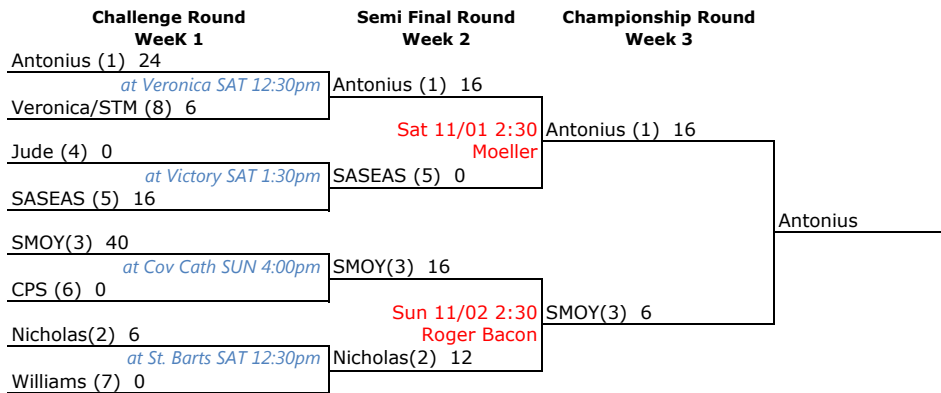 Challenge Round Semi Final Round Championship Round
WeeK 1 Week 2 Week 3
Antonius (1) 24
at Veronica SAT 12:30pm Antonius (1) 16
Veronica/STM (8) 6
Sat 11/01 2:30 Antonius (1) 16
Jude (4) 0 Moeller
at Victory SAT 1:30pm SASEAS (5) 0
SASEAS (5) 16
Antonius
SMOY(3) 40
at Cov Cath SUN 4:00pm SMOY(3) 16
CPS (6) 0
Sun 11/02 2:30 SMOY(3) 6
Nicholas(2) 6 Roger Bacon
at St. Barts SAT 12:30pm Nicholas(2) 12
Williams (7) 0